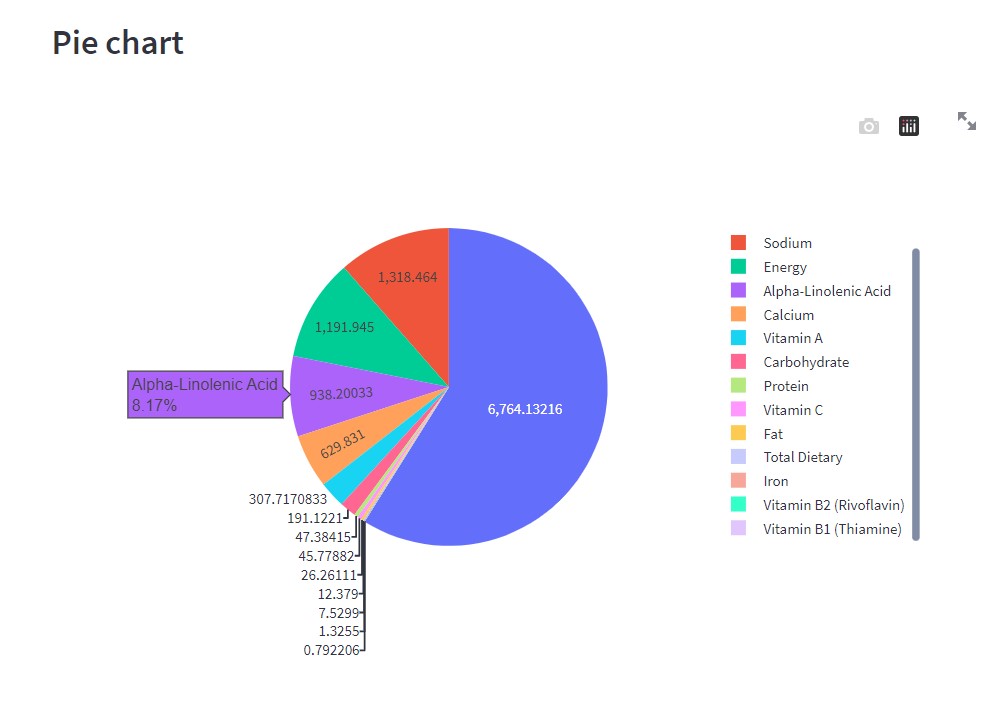 Pie chart
1,318.464
1,191.945
Alpha-Linolenic Acid
8.17%
938.20033
6,764.13216
629.831
307.7170833
191.1221
47.38415
45.77882
26.26111
12.379
7.5299
1.3255
0.792206
Sodium
Energy
Alpha-Linolenic Acid
Calcium
Vitamin A
Carbohydrate
Protein
Vitamin C
Fat
Total Dietary
Iron
Vitamin B2 (Rivoflavin)
Vitamin B1 (Thiamine)